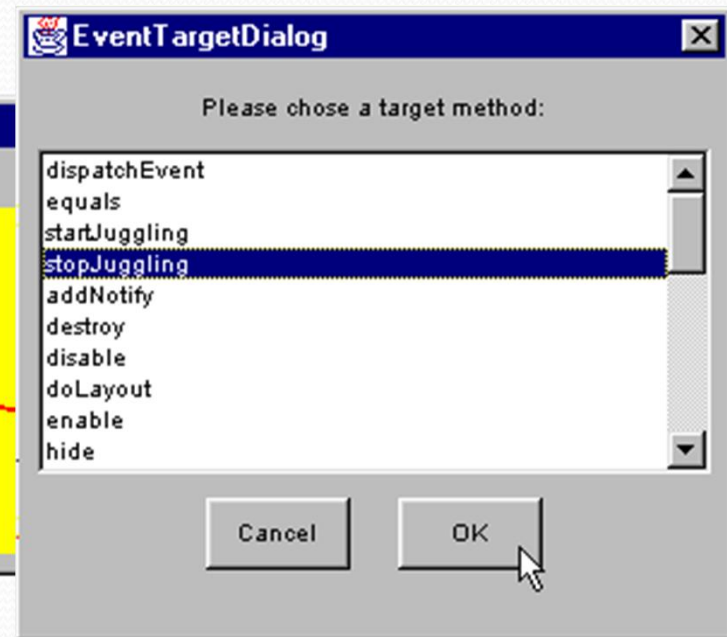 EventTargetDialog
Please chose a target method:
dispatchEvent
equals
startJuggling
stopJuggling
addNotify
destroy
disable
doLayout
enable
hide
Cancel OK